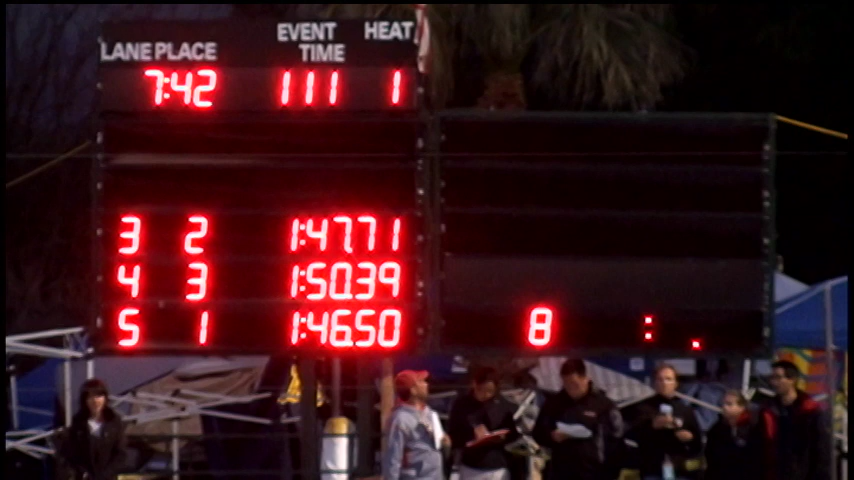 EVENT HEAT
LANE PLACE TIME
7:42 111 1
3 2 1:47.71
4 3 1:50.39
5 1 1:46.50
8 : .